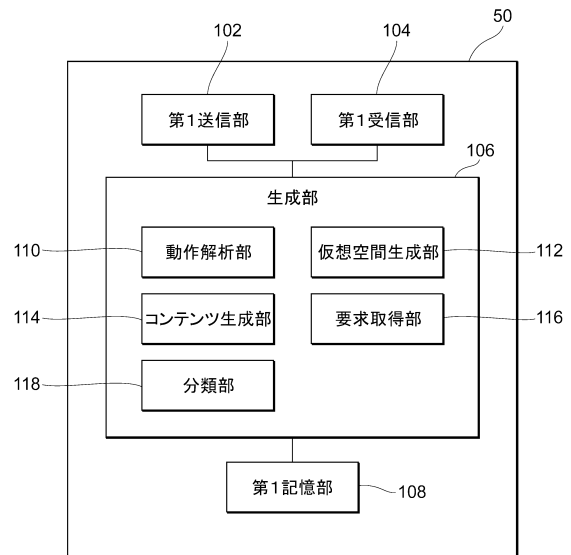 102
104
50
第1送信部
第1受信部
106
生成部
110
動作解析部
仮想空間生成部
112
114
コンテンツ生成部
要求取得部
116
118
分類部
第1記憶部
108